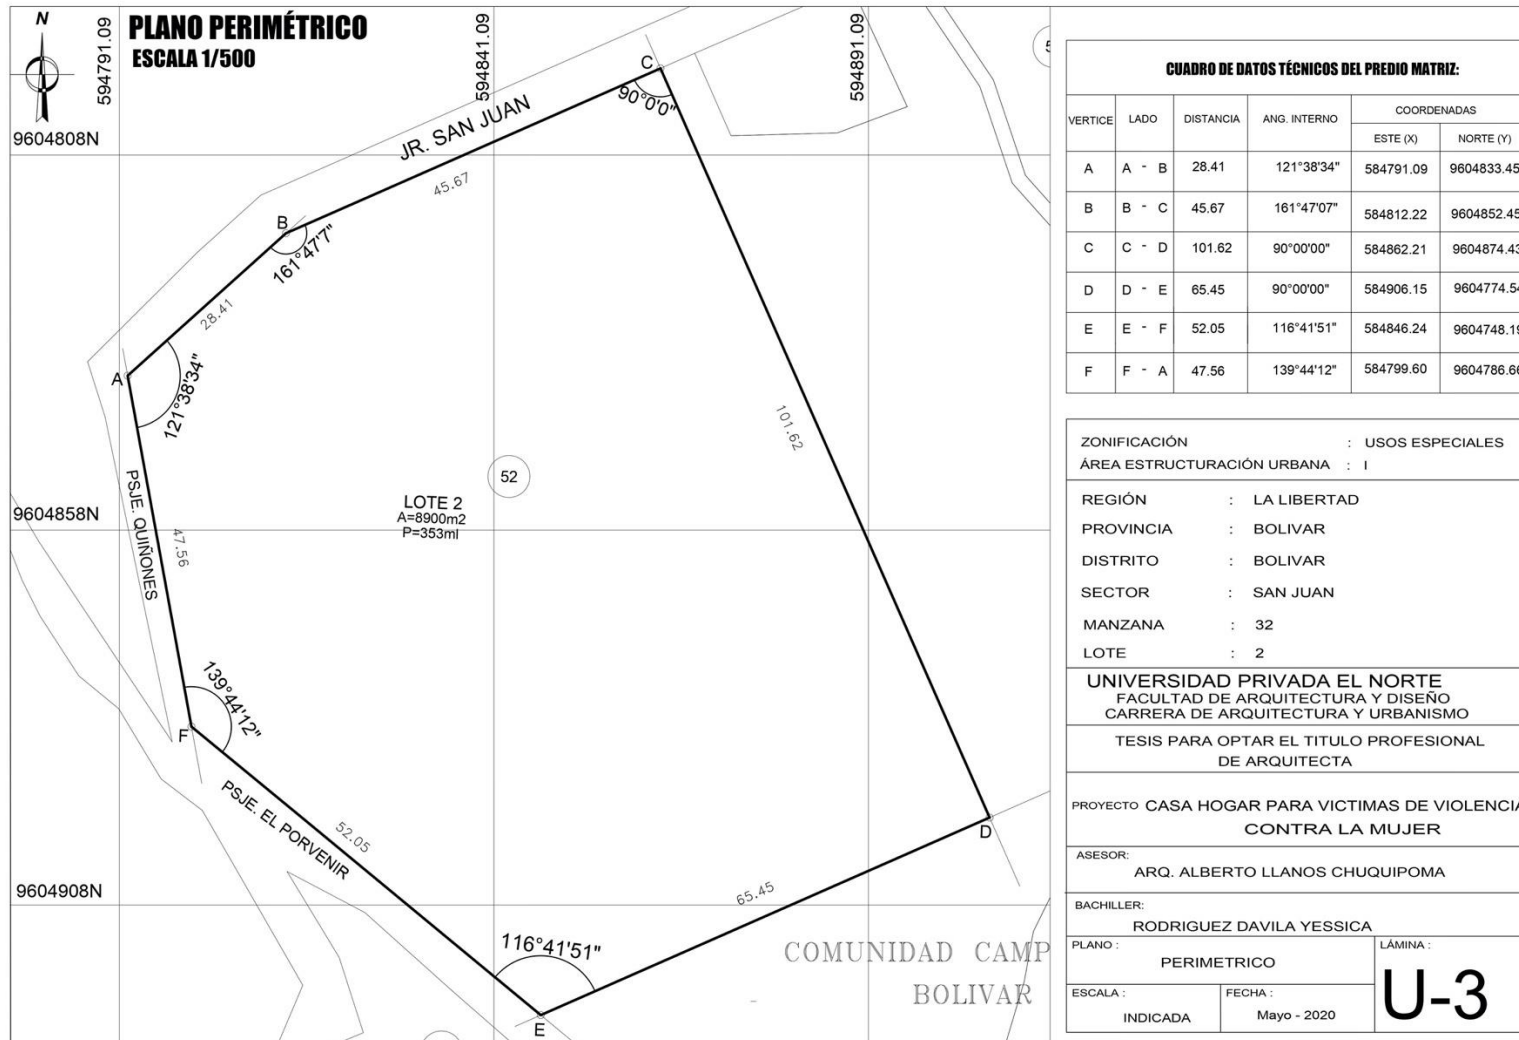 N
PLANO PERIMÉTRICO
ESCALA 1/500
594791.09
594841.09
594891.09
9604808N
9604858N
9604908N
C
90°0'0"
JR. SAN JUAN
45.67
B
161°47'7"
28.41
A
121°38'34"
101.62
52
LOTE 2
A=8900m2
P=353ml
PSJE. QUIÑONES
47.56
139°44'12"
F
PSJE. EL PORVENIR
52.05
D
65.45
116°41'51"
E
COMUNIDAD CAMP
BOLIVAR
CUADRO DE DATOS TÉCNICOS DEL PREDIO MATRIZ:
VERTICE LADO DISTANCIA ANG. INTERNO COORDENADAS
ESTE (X) NORTE (Y)
A A - B 28.41 121°38'34" 584791.09 9604833.45
B B - C 45.67 161°47'07" 584812.22 9604852.45
C C - D 101.62 90°00'00" 584862.21 9604874.43
D D - E 65.45 90°00'00" 584906.15 9604774.54
E E - F 52.05 116°41'51" 584846.24 9604748.19
F F - A 47.56 139°44'12" 584799.60 9604786.66
ZONIFICACIÓN : USOS ESPECIALES
ÁREA ESTRUCTURACIÓN URBANA : I
REGIÓN : LA LIBERTAD
PROVINCIA : BOLIVAR
DISTRITO : BOLIVAR
SECTOR : SAN JUAN
MANZANA : 32
LOTE : 2
UNIVERSIDAD PRIVADA EL NORTE
FACULTAD DE ARQUITECTURA Y DISEÑO
CARRERA DE ARQUITECTURA Y URBANISMO
TESIS PARA OPTAR EL TITULO PROFESIONAL
DE ARQUITECTA
PROYECTO CASA HOGAR PARA VICTIMAS DE VIOLENCIA
CONTRA LA MUJER
ASESOR:
ARQ. ALBERTO LLANOS CHUQUIPOMA
BACHILLER:
RODRIGUEZ DAVILA YESSICA
PLANO :
PERIMETRICO
LÁMINA :
U-3
ESCALA :
INDICADA
FECHA :
Mayo - 2020